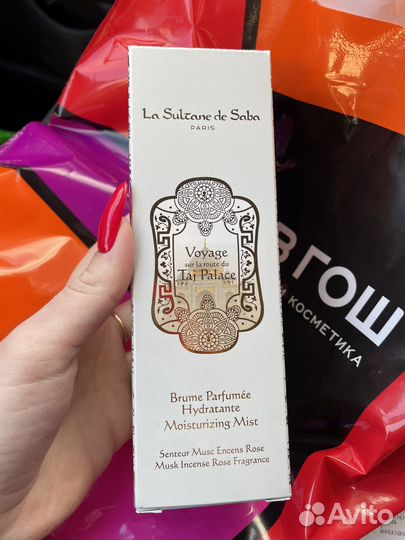 La Sultane de Saba
PARIS
Voyage
sur la route du
Taj Palace
Brume Parfumée
Hydratante
Moisturizing Mist
Senteur Musc Encens Rose
Musk Incense Rose Fragrance
ВГОШ
КОСМЕТИКА
Avito